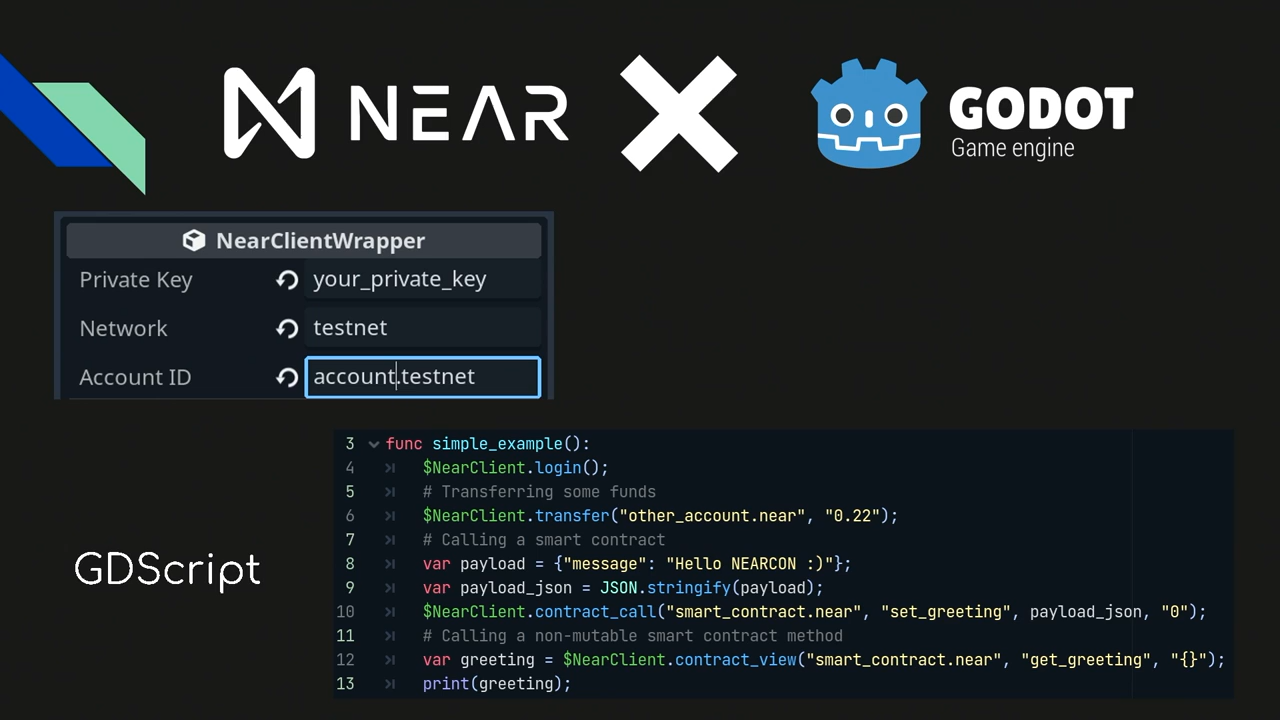 NEAR
GODOT
Game engine
NearClientWrapper
Private Key your_private_key
Network testnet
Account ID account.testnet
GDScript
3 func simple_example():
4 $NearClient.login();
5 # Transferring some funds
6 $NearClient.transfer("other_account.near", "0.22");
7 # Calling a smart contract
8 var payload = {"message": "Hello NEARCON :)"};
9 var payload_json = JSON.stringify(payload);
10 $NearClient.contract_call("smart_contract.near", "set_greeting", payload_json, "0");
11 # Calling a non-mutable smart contract method
12 var greeting = $NearClient.contract_view("smart_contract.near", "get_greeting", "{}");
13 print(greeting);